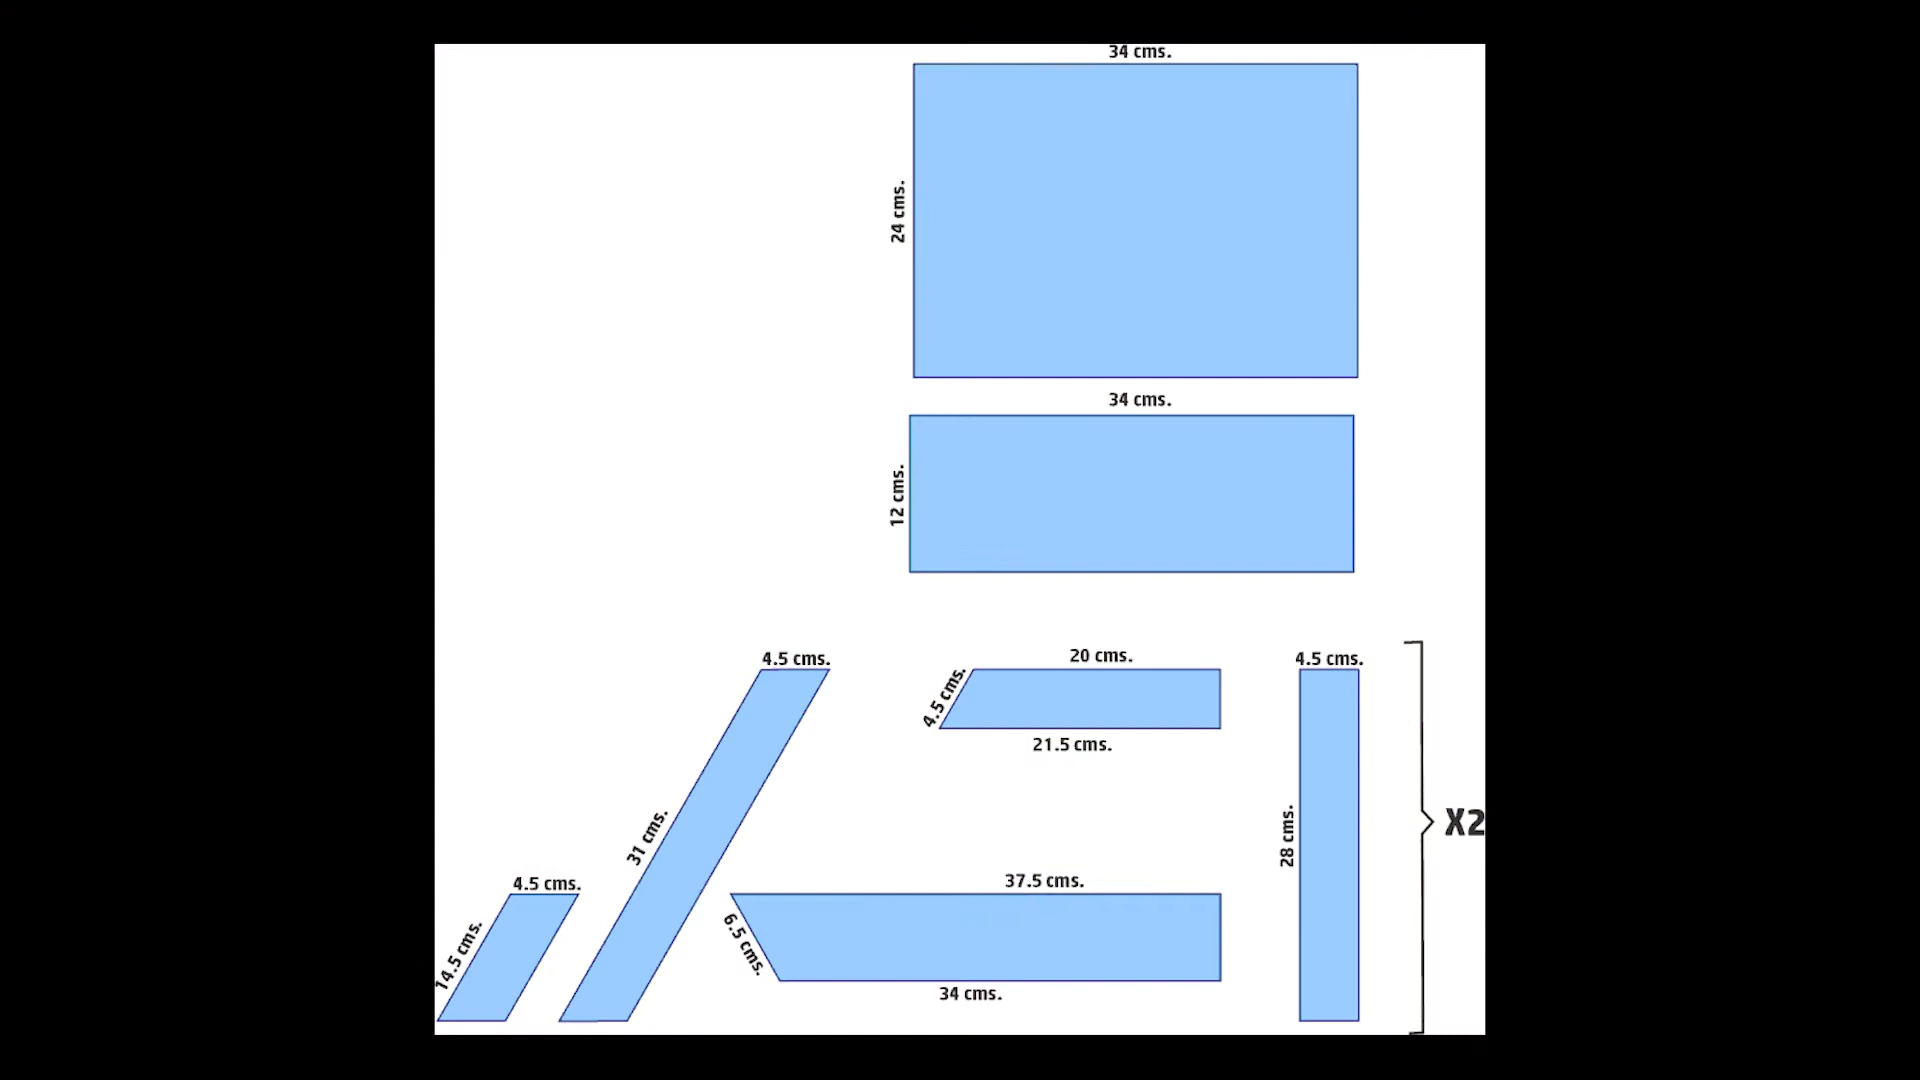 34 cms.
24 cms.
34 cms.
12 cms.
4.5 cms.
20 cms.
4.5 cms.
4.5 cms.
21.5 cms.
31 cms.
28 cms.
X2
4.5 cms.
37.5 cms.
14.5 cms.
6.5 cms.
34 cms.